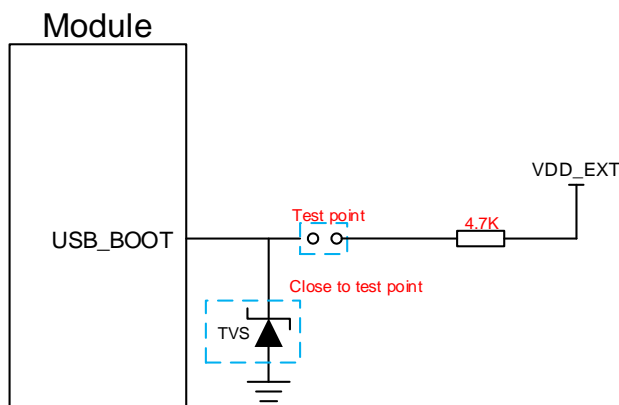 Module
VDD_EXT
Test point
4.7K
USB_BOOT
Close to test point
TVS